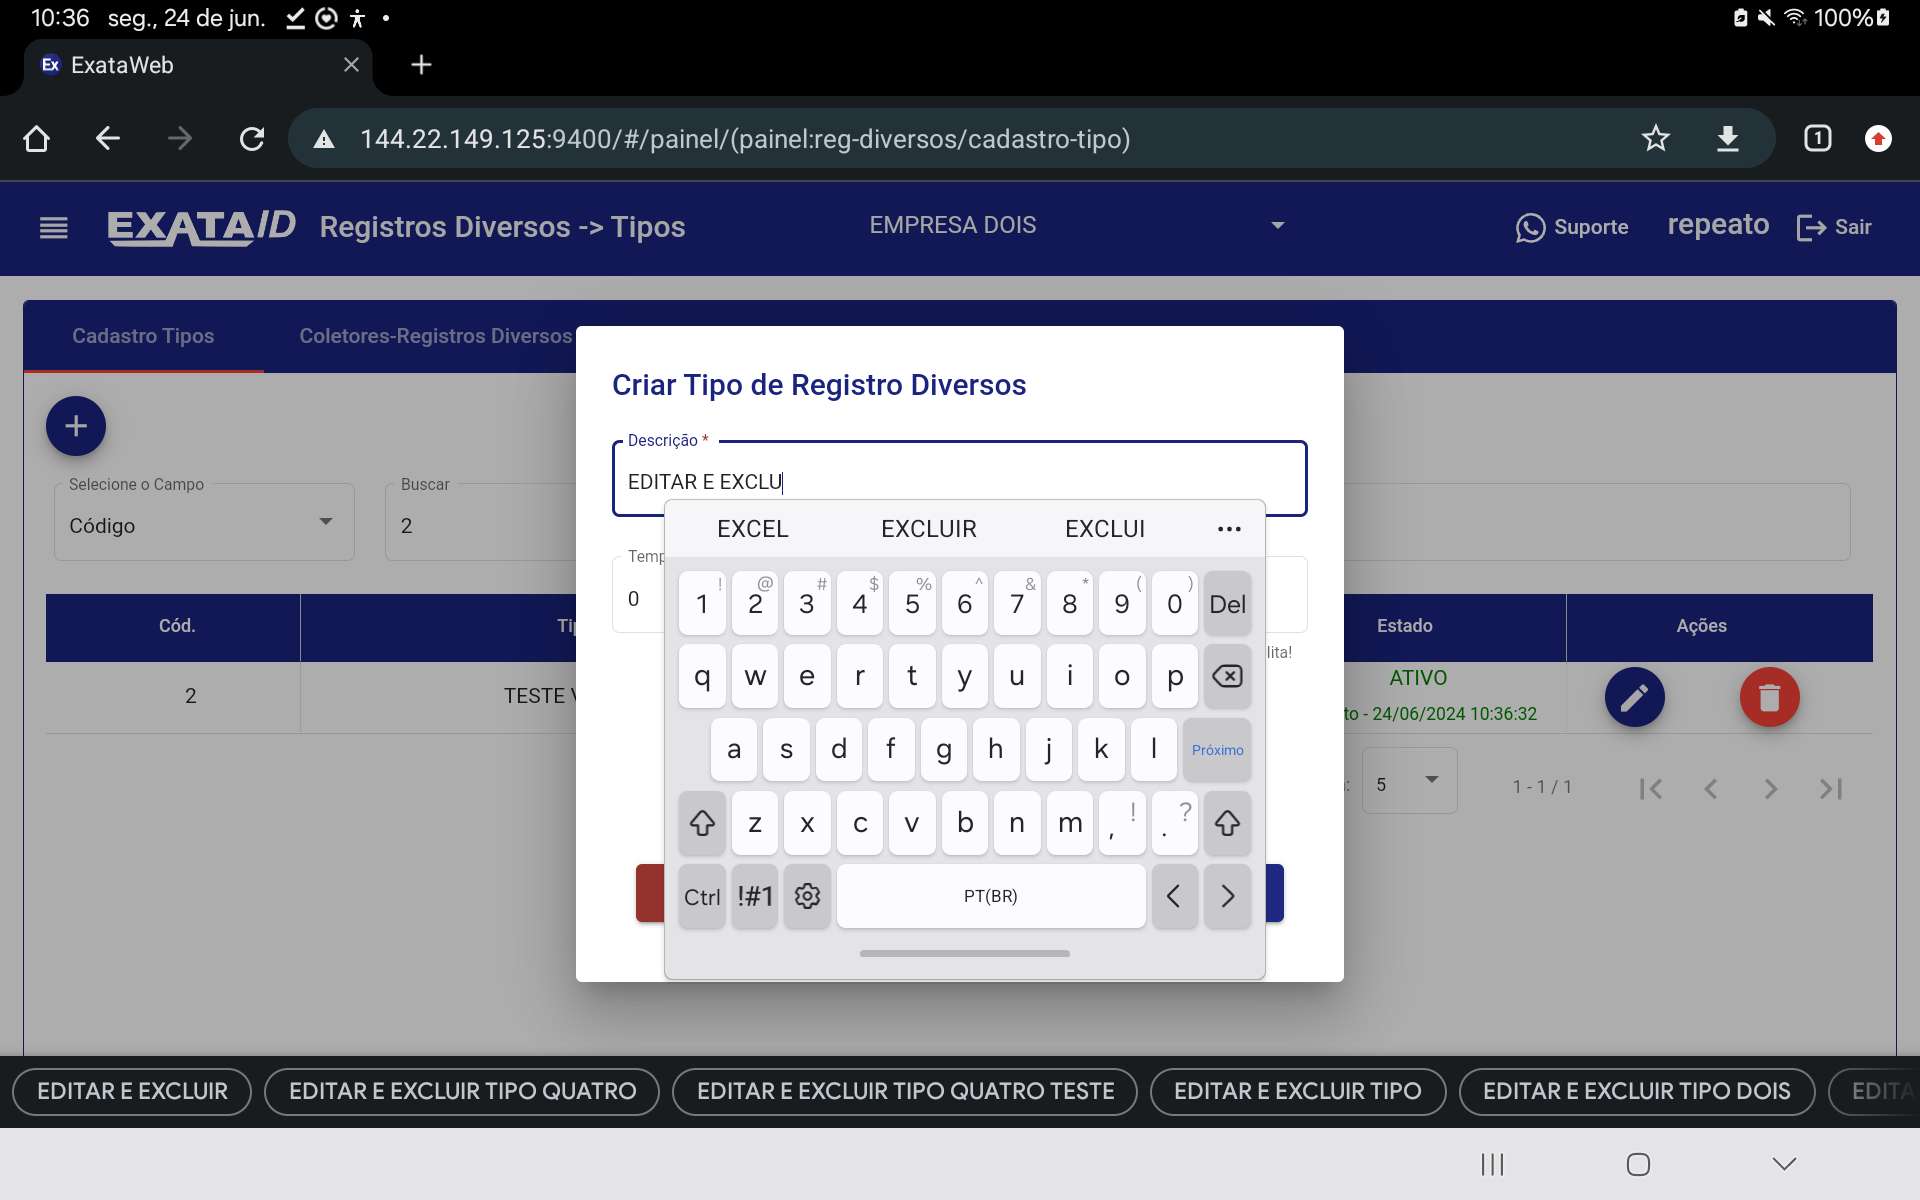 10:36 seg., 24 de jun. 100%
Ex ExataWeb
144.22.149.125:9400/#/painel/(painel:reg-diversos/cadastro-tipo) 1
EXATAID Registros Diversos -> Tipos EMPRESA DOIS Suporte repeato Sair
Cadastro Tipos Coletores-Registros Diversos
Criar Tipo de Registro Diversos
Descrição *
EDITAR E EXCLU
Selecione o Campo
Código
Buscar
2
EXCEL EXCLUIR EXCLUI ...
Temp
0
1 ! 2 @ 3 # 4 $ 5 % 6 ^ 7 & 8 * 9 ( 0 ) Del
q w e r t y u i o p
a s d f g h j k l Próximo
z x c v b n m , ! . ?
Ctrl !#1 PT(BR) < >
lita!
Cód. Ti Estado Ações
2 TESTE V ATIVO
to - 24/06/2024 10:36:32
: 5 1 - 1 / 1
EDITAR E EXCLUIR EDITAR E EXCLUIR TIPO QUATRO EDITAR E EXCLUIR TIPO QUATRO TESTE EDITAR E EXCLUIR TIPO EDITAR E EXCLUIR TIPO DOIS EDITA